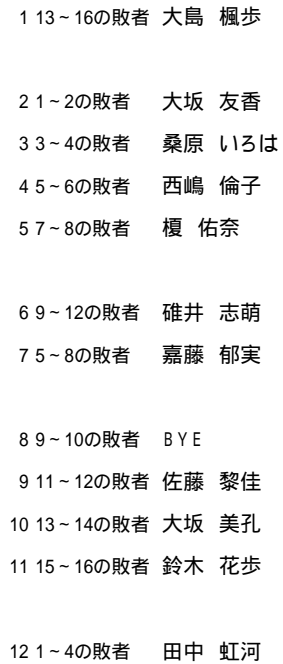 1 13~16の敗者 大島 楓歩
2 1~2の敗者 大坂 友香
3 3~4の敗者 桑原 いろは
4 5~6の敗者 西嶋 倫子
5 7~8の敗者 榎 佑奈
6 9~12の敗者 碓井 志萌
7 5~8の敗者 嘉藤 郁実
8 9~10の敗者 BYE
9 11~12の敗者 佐藤 黎佳
10 13~14の敗者 大坂 美孔
11 15~16の敗者 鈴木 花歩
12 1~4の敗者 田中 虹河